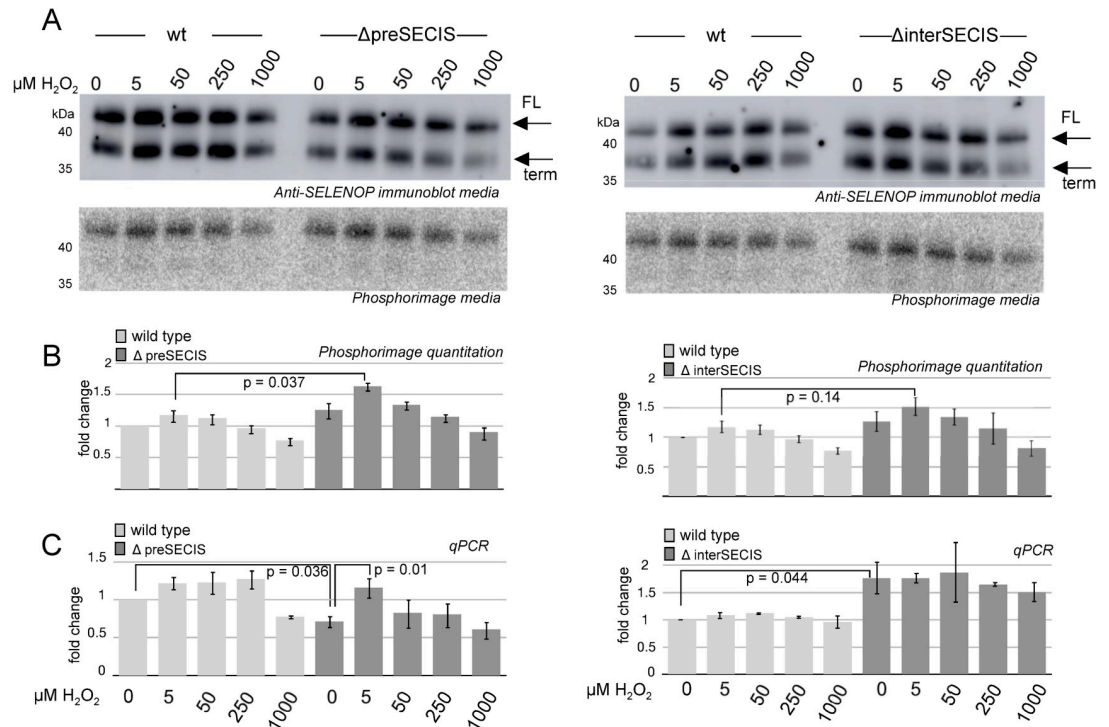 A
wt ΔpreSECIS
µM H₂O₂ 0 5 50 250 1000 0 5 50 250 1000
kDa
40
35
FL
term
Anti-SELENOP immunoblot media
40
35
Phosphorimage media
wt ΔinterSECIS
0 5 50 250 1000 0 5 50 250 1000
kDa
40
35
FL
term
Anti-SELENOP immunoblot media
40
35
Phosphorimage media
B
wild type
Δ preSECIS
Phosphorimage quantitation
fold change
2
1.5
1
0.5
p = 0.037
wild type
Δ interSECIS
Phosphorimage quantitation
fold change
2
1.5
1
0.5
p = 0.14
C
wild type
Δ preSECIS
qPCR
fold change
1.5
1
0.5
0
p = 0.036
p = 0.01
µM H₂O₂ 0 5 50 250 1000 0 5 50 250 1000
wild type
Δ interSECIS
qPCR
fold change
2
1.5
1
0.5
0
p = 0.044
µM H₂O₂ 0 5 50 250 1000 0 5 50 250 1000